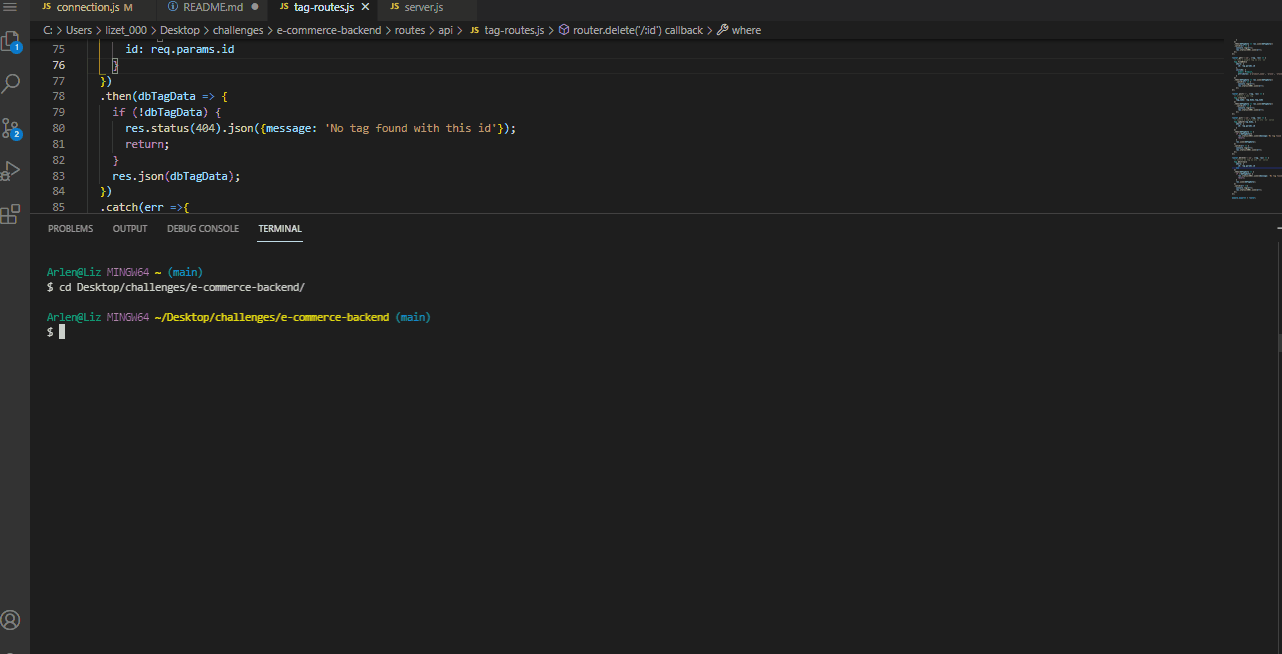 JS connection.js M README.md JS tag-routes.js JS server.js
C: > Users > lizet_000 > Desktop > challenges > e-commerce-backend > routes > api > JS tag-routes.js > router.delete('/:id') callback > where
75 id: req.params.id
76 }
77 })
78 .then(dbTagData => {
79 if (!dbTagData) {
80 res.status(404).json({message: 'No tag found with this id'});
81 return;
82 }
83 res.json(dbTagData);
84 })
85 .catch(err =>{
1
2
PROBLEMS OUTPUT DEBUG CONSOLE TERMINAL
Arlen@Liz MINGW64 ~ (main)
$ cd Desktop/challenges/e-commerce-backend/
Arlen@Liz MINGW64 ~/Desktop/challenges/e-commerce-backend (main)
$